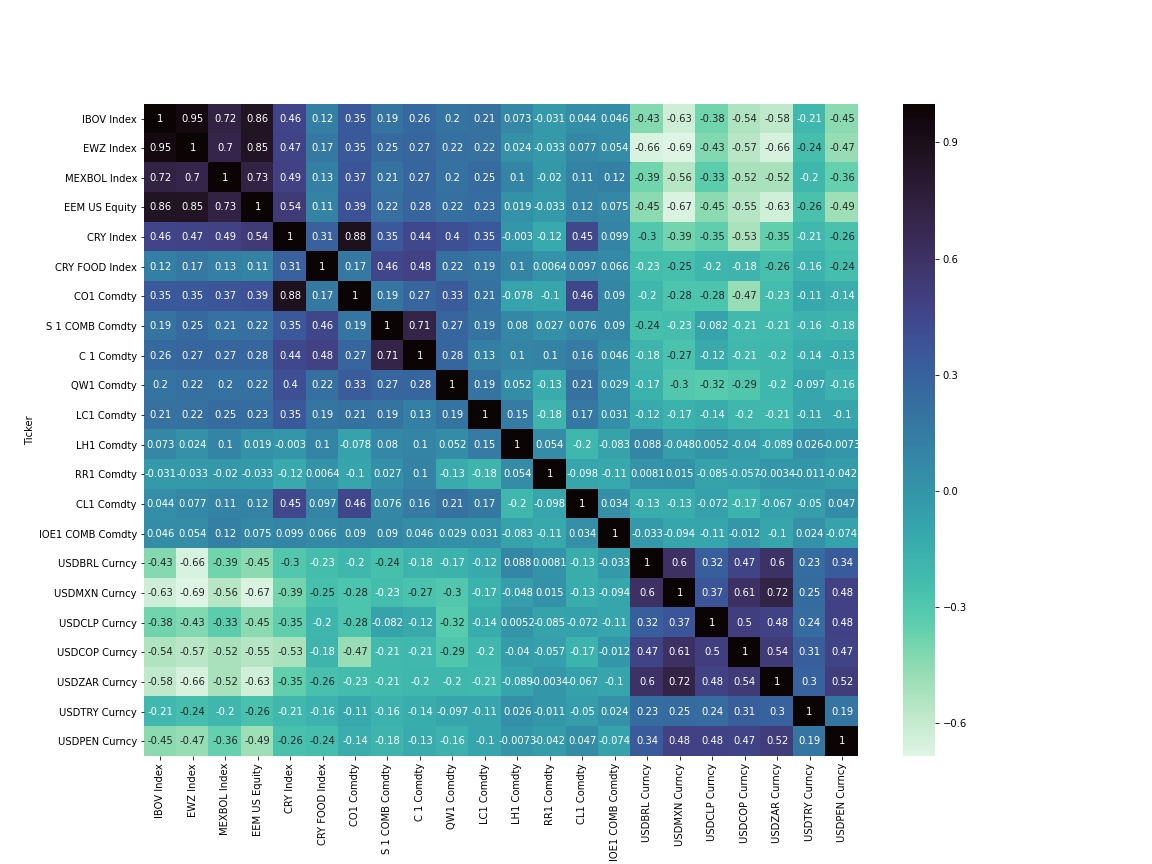 IBOV Index 1 0.95 0.72 0.86 0.46 0.12 0.35 0.19 0.26 0.2 0.21 0.073 -0.031 0.044 0.046 -0.43 -0.63 -0.38 -0.54 -0.58 -0.21 -0.45
0.9
EWZ Index 0.95 1 0.7 0.85 0.47 0.17 0.35 0.25 0.27 0.22 0.22 0.024 -0.033 0.077 0.054 -0.66 -0.69 -0.43 -0.57 -0.66 -0.24 -0.47
MEXBOL Index 0.72 0.7 1 0.73 0.49 0.13 0.37 0.21 0.27 0.2 0.25 0.1 -0.02 0.11 0.12 -0.39 -0.56 -0.33 -0.52 -0.52 -0.2 -0.36
EEM US Equity 0.86 0.85 0.73 1 0.54 0.11 0.39 0.22 0.28 0.22 0.23 0.019 -0.033 0.12 0.075 -0.45 -0.67 -0.45 -0.55 -0.63 -0.26 -0.49
CRY Index 0.46 0.47 0.49 0.54 1 0.31 0.88 0.35 0.44 0.4 0.35 -0.003 -0.12 0.45 0.099 -0.3 -0.39 -0.35 -0.53 -0.35 -0.21 -0.26
0.6
CRY FOOD Index 0.12 0.17 0.13 0.11 0.31 1 0.17 0.46 0.48 0.22 0.19 0.1 0.0064 0.097 0.066 -0.23 -0.25 -0.2 -0.18 -0.26 -0.16 -0.24
CO1 Comdty 0.35 0.35 0.37 0.39 0.88 0.17 1 0.19 0.27 0.33 0.21 -0.078 -0.1 0.46 0.09 -0.2 -0.28 -0.28 -0.47 -0.23 -0.11 -0.14
S 1 COMB Comdty 0.19 0.25 0.21 0.22 0.35 0.46 0.19 1 0.71 0.27 0.19 0.08 0.027 0.076 0.09 -0.24 -0.23 -0.082 -0.21 -0.21 -0.16 -0.18
C 1 Comdty 0.26 0.27 0.27 0.28 0.44 0.48 0.27 0.71 1 0.28 0.13 0.1 0.1 0.16 0.046 -0.18 -0.27 -0.12 -0.21 -0.2 -0.14 -0.13
0.3
QW1 Comdty 0.2 0.22 0.2 0.22 0.4 0.22 0.33 0.27 0.28 1 0.19 0.052 -0.13 0.21 0.029 -0.17 -0.3 -0.32 -0.29 -0.2 -0.097 -0.16
LC1 Comdty 0.21 0.22 0.25 0.23 0.35 0.19 0.21 0.19 0.13 0.19 1 0.15 -0.18 0.17 0.031 -0.12 -0.17 -0.14 -0.2 -0.21 -0.11 -0.1
Ticker
LH1 Comdty 0.073 0.024 0.1 0.019 -0.003 0.1 -0.078 0.08 0.1 0.052 0.15 1 0.054 -0.2 -0.083 0.088 -0.048 0.0052 -0.04 -0.089 0.026 -0.0073
RR1 Comdty -0.031 -0.033 -0.02 -0.033 -0.12 0.0064 -0.1 0.027 0.1 -0.13 -0.18 0.054 1 -0.098 -0.11 0.0081 0.015 -0.085 -0.057 0.0034 -0.011 -0.042
0.0
CL1 Comdty 0.044 0.077 0.11 0.12 0.45 0.097 0.46 0.076 0.16 0.21 0.17 -0.2 -0.098 1 0.034 -0.13 -0.13 -0.072 -0.17 -0.067 -0.05 0.047
IOE1 COMB Comdty 0.046 0.054 0.12 0.075 0.099 0.066 0.09 0.09 0.046 0.029 0.031 -0.083 -0.11 0.034 1 -0.033 -0.094 -0.11 -0.012 -0.1 0.024 -0.074
USDBRL Curncy -0.43 -0.66 -0.39 -0.45 -0.3 -0.23 -0.2 -0.24 -0.18 -0.17 -0.12 0.088 0.0081 -0.13 -0.033 1 0.6 0.32 0.47 0.6 0.23 0.34
USDMXN Curncy -0.63 -0.69 -0.56 -0.67 -0.39 -0.25 -0.28 -0.23 -0.27 -0.3 -0.17 -0.048 0.015 -0.13 -0.094 0.6 1 0.37 0.61 0.72 0.25 0.48
−0.3
USDCLP Curncy -0.38 -0.43 -0.33 -0.45 -0.35 -0.2 -0.28 -0.082 -0.12 -0.32 -0.14 0.0052 -0.085 -0.072 -0.11 0.32 0.37 1 0.5 0.48 0.24 0.48
USDCOP Curncy -0.54 -0.57 -0.52 -0.55 -0.53 -0.18 -0.47 -0.21 -0.21 -0.29 -0.2 -0.04 -0.057 -0.17 -0.012 0.47 0.61 0.5 1 0.54 0.31 0.47
USDZAR Curncy -0.58 -0.66 -0.52 -0.63 -0.35 -0.26 -0.23 -0.21 -0.2 -0.2 -0.21 -0.089 0.0034 -0.067 -0.1 0.6 0.72 0.48 0.54 1 0.3 0.52
USDTRY Curncy -0.21 -0.24 -0.2 -0.26 -0.21 -0.16 -0.11 -0.16 -0.14 -0.097 -0.11 0.026 -0.011 -0.05 0.024 0.23 0.25 0.24 0.31 0.3 1 0.19
−0.6
USDPEN Curncy -0.45 -0.47 -0.36 -0.49 -0.26 -0.24 -0.14 -0.18 -0.13 -0.16 -0.1 -0.0073 -0.042 0.047 -0.074 0.34 0.48 0.48 0.47 0.52 0.19 1
IBOV Index
EWZ Index
MEXBOL Index
EEM US Equity
CRY Index
CRY FOOD Index
CO1 Comdty
S 1 COMB Comdty
C 1 Comdty
QW1 Comdty
LC1 Comdty
LH1 Comdty
RR1 Comdty
CL1 Comdty
IOE1 COMB Comdty
USDBRL Curncy
USDMXN Curncy
USDCLP Curncy
USDCOP Curncy
USDZAR Curncy
USDTRY Curncy
USDPEN Curncy